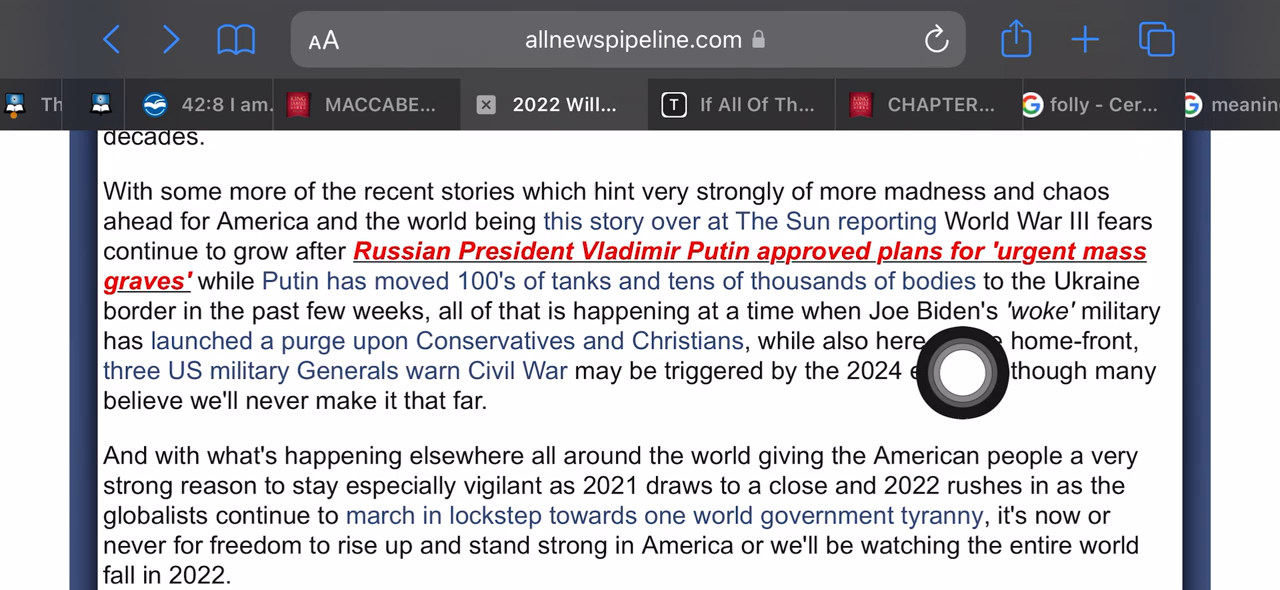 AA allnewspipeline.com
Th 42:8 I am. MACCABE... 2022 Will... T If All Of Th... CHAPTER... folly - Cer... meanin
decades.
With some more of the recent stories which hint very strongly of more madness and chaos
ahead for America and the world being this story over at The Sun reporting World War III fears
continue to grow after Russian President Vladimir Putin approved plans for 'urgent mass
graves' while Putin has moved 100's of tanks and tens of thousands of bodies to the Ukraine
border in the past few weeks, all of that is happening at a time when Joe Biden's 'woke' military
has launched a purge upon Conservatives and Christians, while also here home-front,
three US military Generals warn Civil War may be triggered by the 2024 though many
believe we'll never make it that far.
And with what's happening elsewhere all around the world giving the American people a very
strong reason to stay especially vigilant as 2021 draws to a close and 2022 rushes in as the
globalists continue to march in lockstep towards one world government tyranny, it's now or
never for freedom to rise up and stand strong in America or we'll be watching the entire world
fall in 2022.